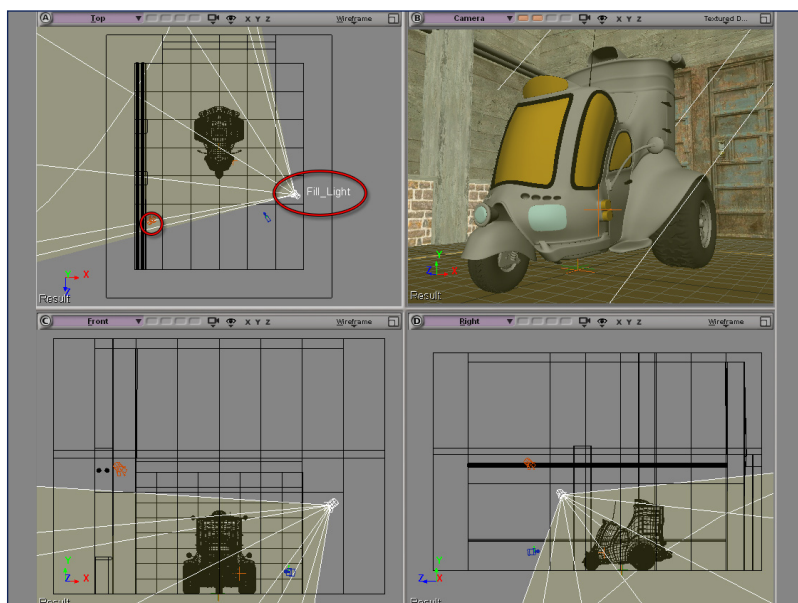 A Top X Y Z Wireframe
B Camera X Y Z Textured D...
Fill_Light
Y X
Z
Result
Y
Z X
Result
C Front X Y Z Wireframe
D Right X Y Z Wireframe
Y
Z X
Result
Y
Z X
Result